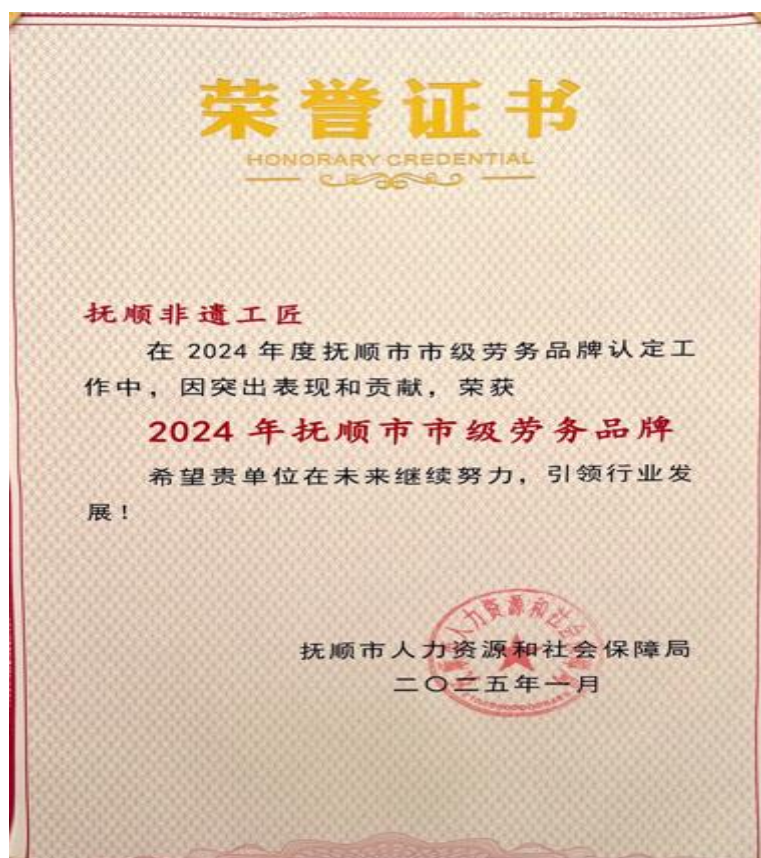 荣誉证书
HONORARY CREDENTIAL
抚顺非遗工匠
在 2024 年度抚顺市市级劳务品牌认定工
作中，因突出表现和贡献，荣获
2024 年抚顺市市级劳务品牌
希望贵单位在未来继续努力，引领行业发
展！
抚顺市人力资源和社会保障局
二〇二五年一月